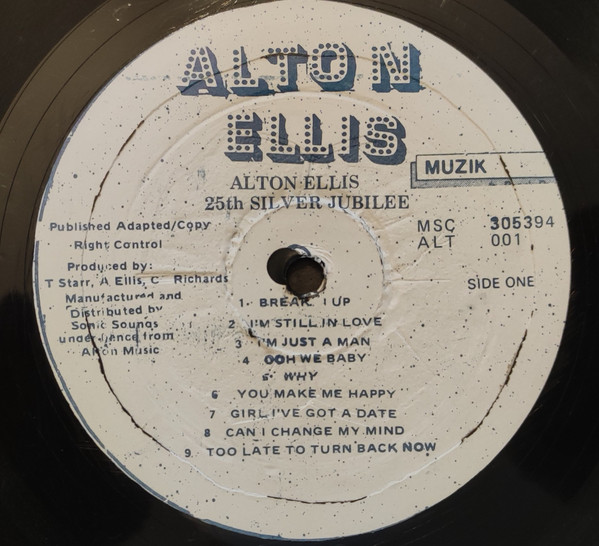 ALTON
ELLIS
MUZIK
ALTON ELLIS
25th SILVER JUBILEE
Published Adapted/Copy
Right Control
MSC 305394
ALT 001
Produced by:
T Starr, A Ellis, C Richards
SIDE ONE
Manufactured and
Distributed by
Sonic Sounds
under from
Music
1. BREAK UP
2 I'M STILL IN LOVE
3 I'M JUST A MAN
4 OOH WE BABY
5 WHY
6 YOU MAKE ME HAPPY
7 GIRL I'VE GOT A DATE
8 CAN I CHANGE MY MIND
9. TOO LATE TO TURN BACK NOW